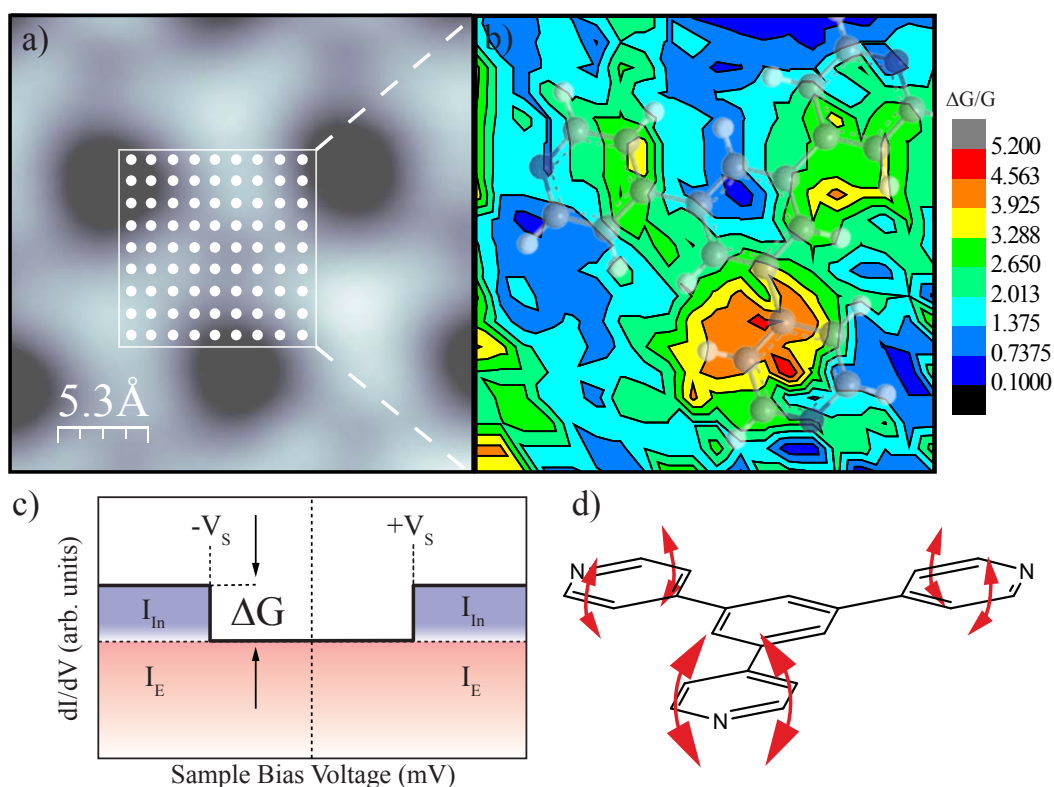 a)
5.3Å
b)
ΔG/G
5.200
4.563
3.925
3.288
2.650
2.013
1.375
0.7375
0.1000
c)
-Vs
+Vs
IIn
ΔG
IIn
IE
IE
dI/dV (arb. units)
Sample Bias Voltage (mV)
d)
N
N
N